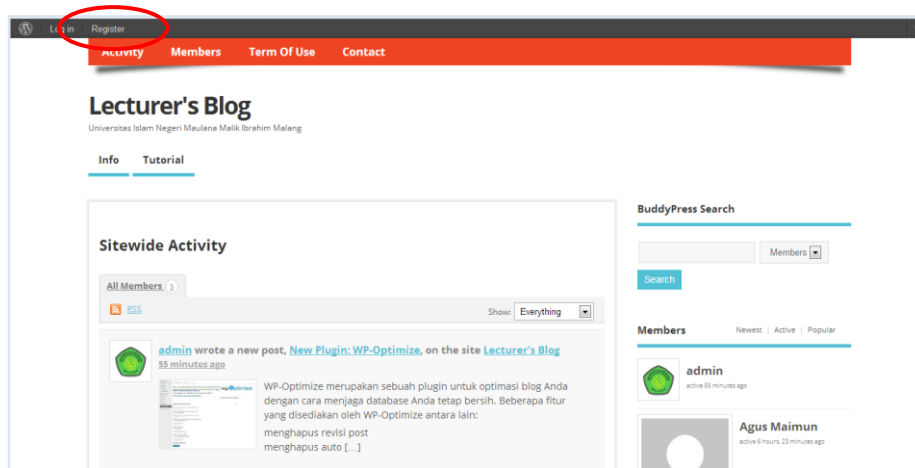 Log in Register
Activity Members Term Of Use Contact
Lecturer's Blog
Universitas Islam Negeri Maulana Malik Ibrahim Malang
Info Tutorial
Sitewide Activity
All Members 3
RSS
Show: Everything
admin wrote a new post, New Plugin: WP-Optimize, on the site Lecturer's Blog
55 minutes ago
WP-Optimize merupakan sebuah plugin untuk optimasi blog Anda
dengan cara menjaga database Anda tetap bersih. Beberapa fitur
yang disediakan oleh WP-Optimize antara lain:
menghapus revisi post
menghapus auto […]
BuddyPress Search
Members
Search
Members Newest | Active | Popular
admin
active 55 minutes ago
Agus Maimun
active 6 hours, 23 minutes ago